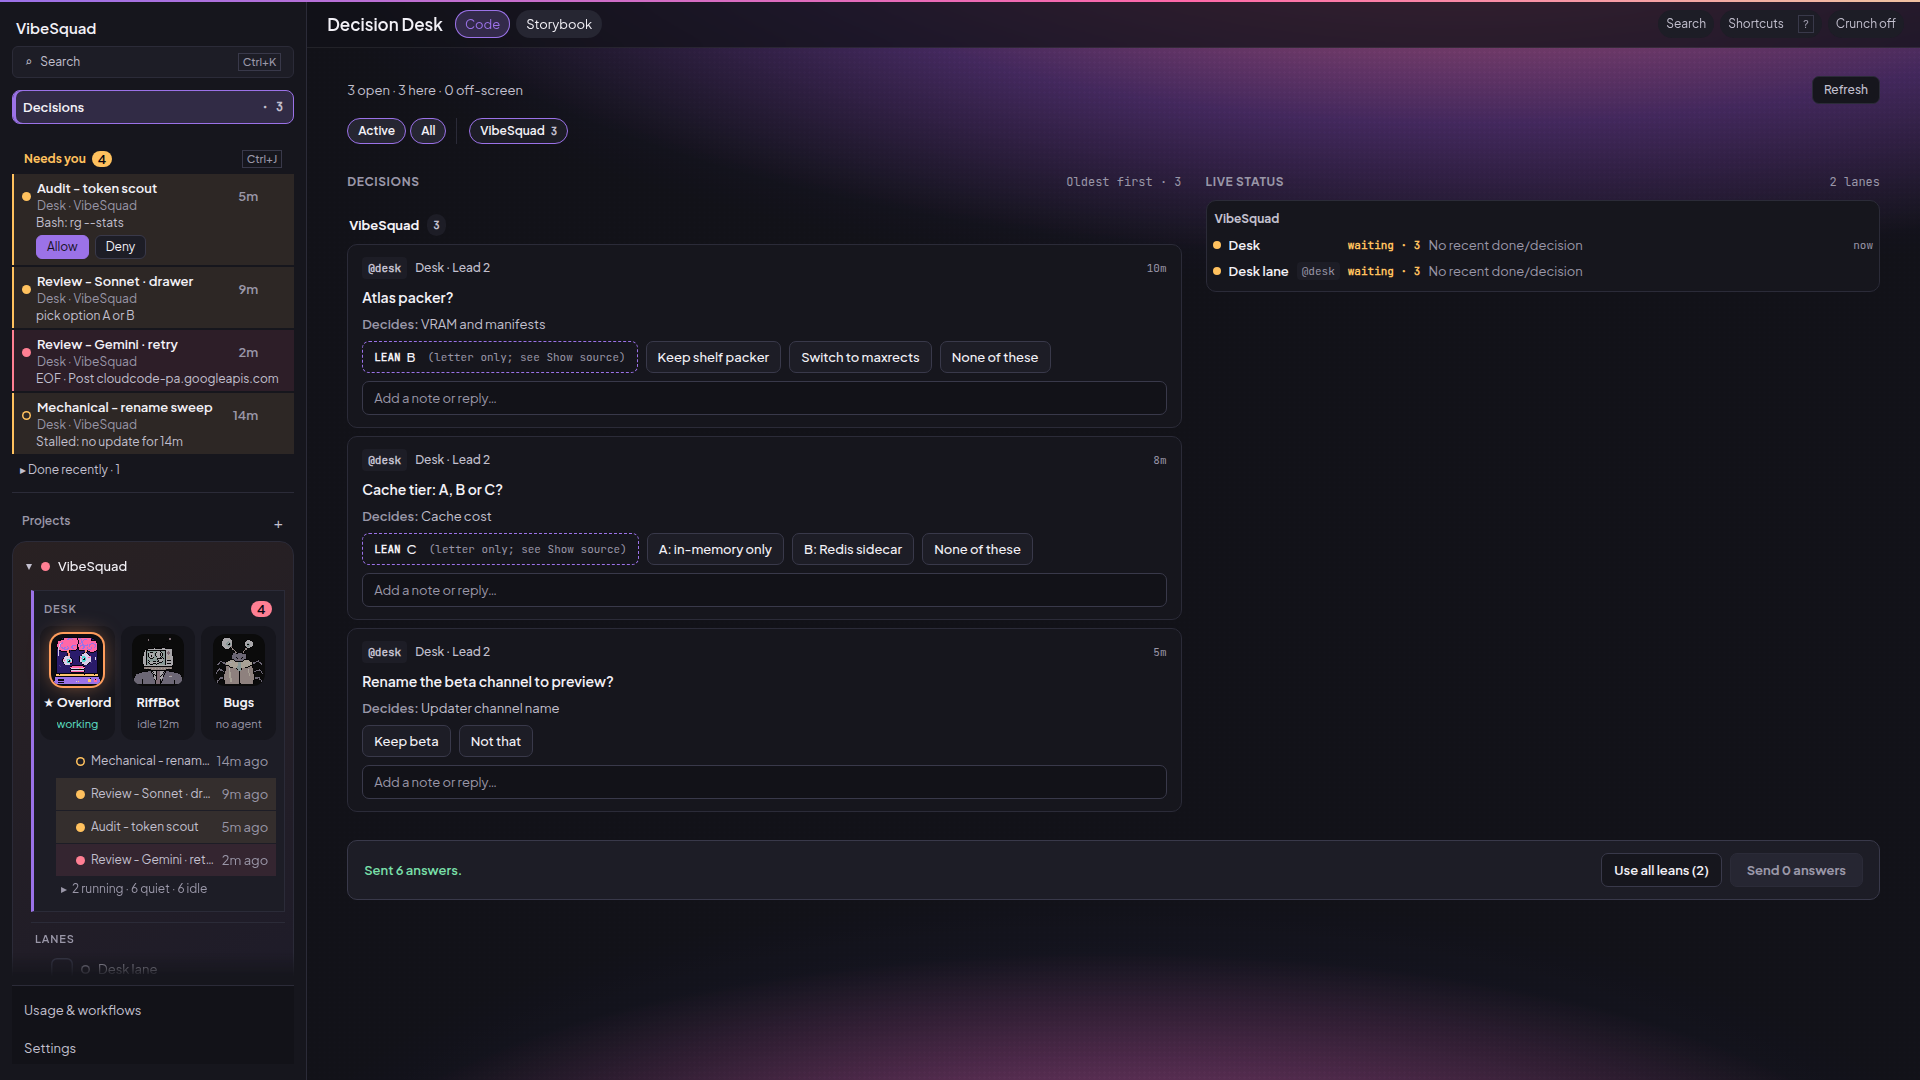 VibeSquad
Search Ctrl+K
Decisions · 3
Needs you 4 Ctrl+J
Audit – token scout 5m
Desk · VibeSquad
Bash: rg --stats
Allow Deny
Review – Sonnet · drawer 9m
Desk · VibeSquad
pick option A or B
Review – Gemini · retry 2m
Desk · VibeSquad
EOF · Post cloudcode-pa.googleapis.com
Mechanical – rename sweep 14m
Desk · VibeSquad
Stalled: no update for 14m
▸ Done recently · 1
Projects +
▾ VibeSquad
DESK 4
★ Overlord RiffBot Bugs
working idle 12m no agent
Mechanical – renam… 14m ago
Review – Sonnet · dr… 9m ago
Audit – token scout 5m ago
Review – Gemini · ret… 2m ago
▸ 2 running · 6 quiet · 6 idle
LANES
Desk lane
Usage & workflows
Settings
Decision Desk Code Storybook
Search Shortcuts ? Crunch off
3 open · 3 here · 0 off-screen
Refresh
Active All VibeSquad 3
DECISIONS Oldest first · 3
VibeSquad 3
@desk Desk · Lead 2 10m
Atlas packer?
Decides: VRAM and manifests
LEAN B (letter only; see Show source) Keep shelf packer Switch to maxrects None of these
Add a note or reply…
@desk Desk · Lead 2 8m
Cache tier: A, B or C?
Decides: Cache cost
LEAN C (letter only; see Show source) A: in-memory only B: Redis sidecar None of these
Add a note or reply…
@desk Desk · Lead 2 5m
Rename the beta channel to preview?
Decides: Updater channel name
Keep beta Not that
Add a note or reply…
LIVE STATUS 2 lanes
VibeSquad
Desk waiting · 3 No recent done/decision now
Desk lane @desk waiting · 3 No recent done/decision
Sent 6 answers.
Use all leans (2) Send 0 answers